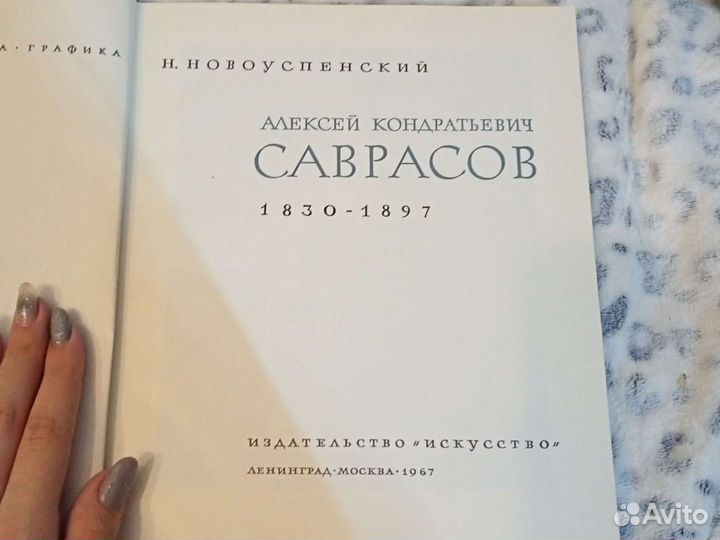 А · ГРАФИКА
Н. НОВОУСПЕНСКИЙ
АЛЕКСЕЙ КОНДРАТЬЕВИЧ
САВРАСОВ
1830-1897
ИЗДАТЕЛЬСТВО "ИСКУССТВО"
ЛЕНИНГРАД-МОСКВА·1967
Avito